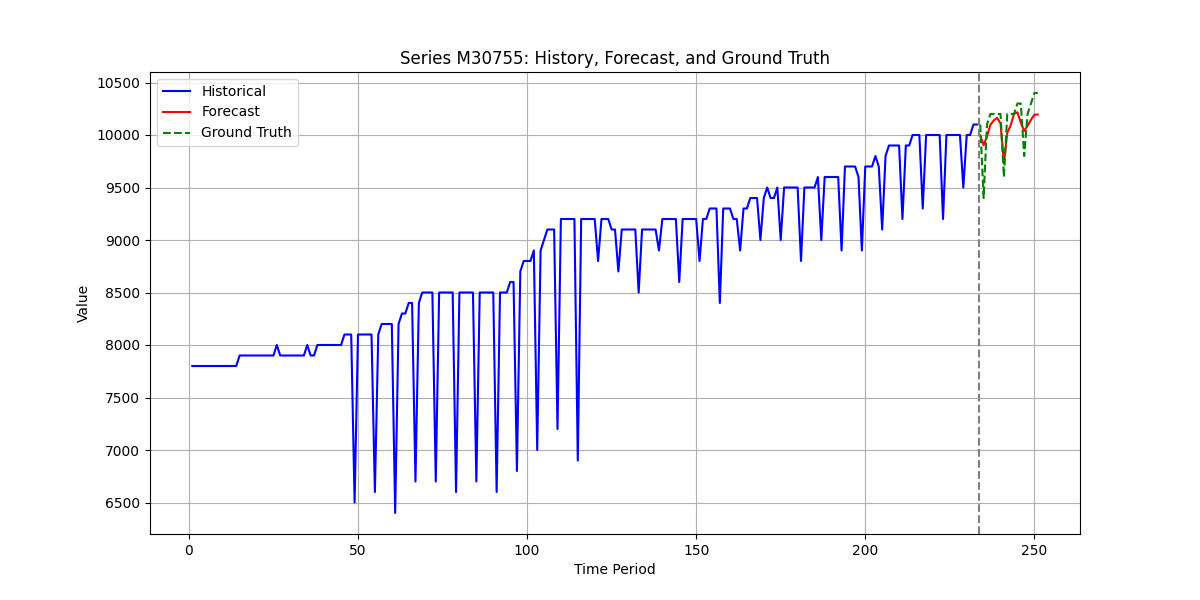 Series M30755: History, Forecast, and Ground Truth
Historical
Forecast
Ground Truth
10500
10000
9500
9000
8500
8000
7500
7000
6500
Value
0 50 100 150 200 250
Time Period